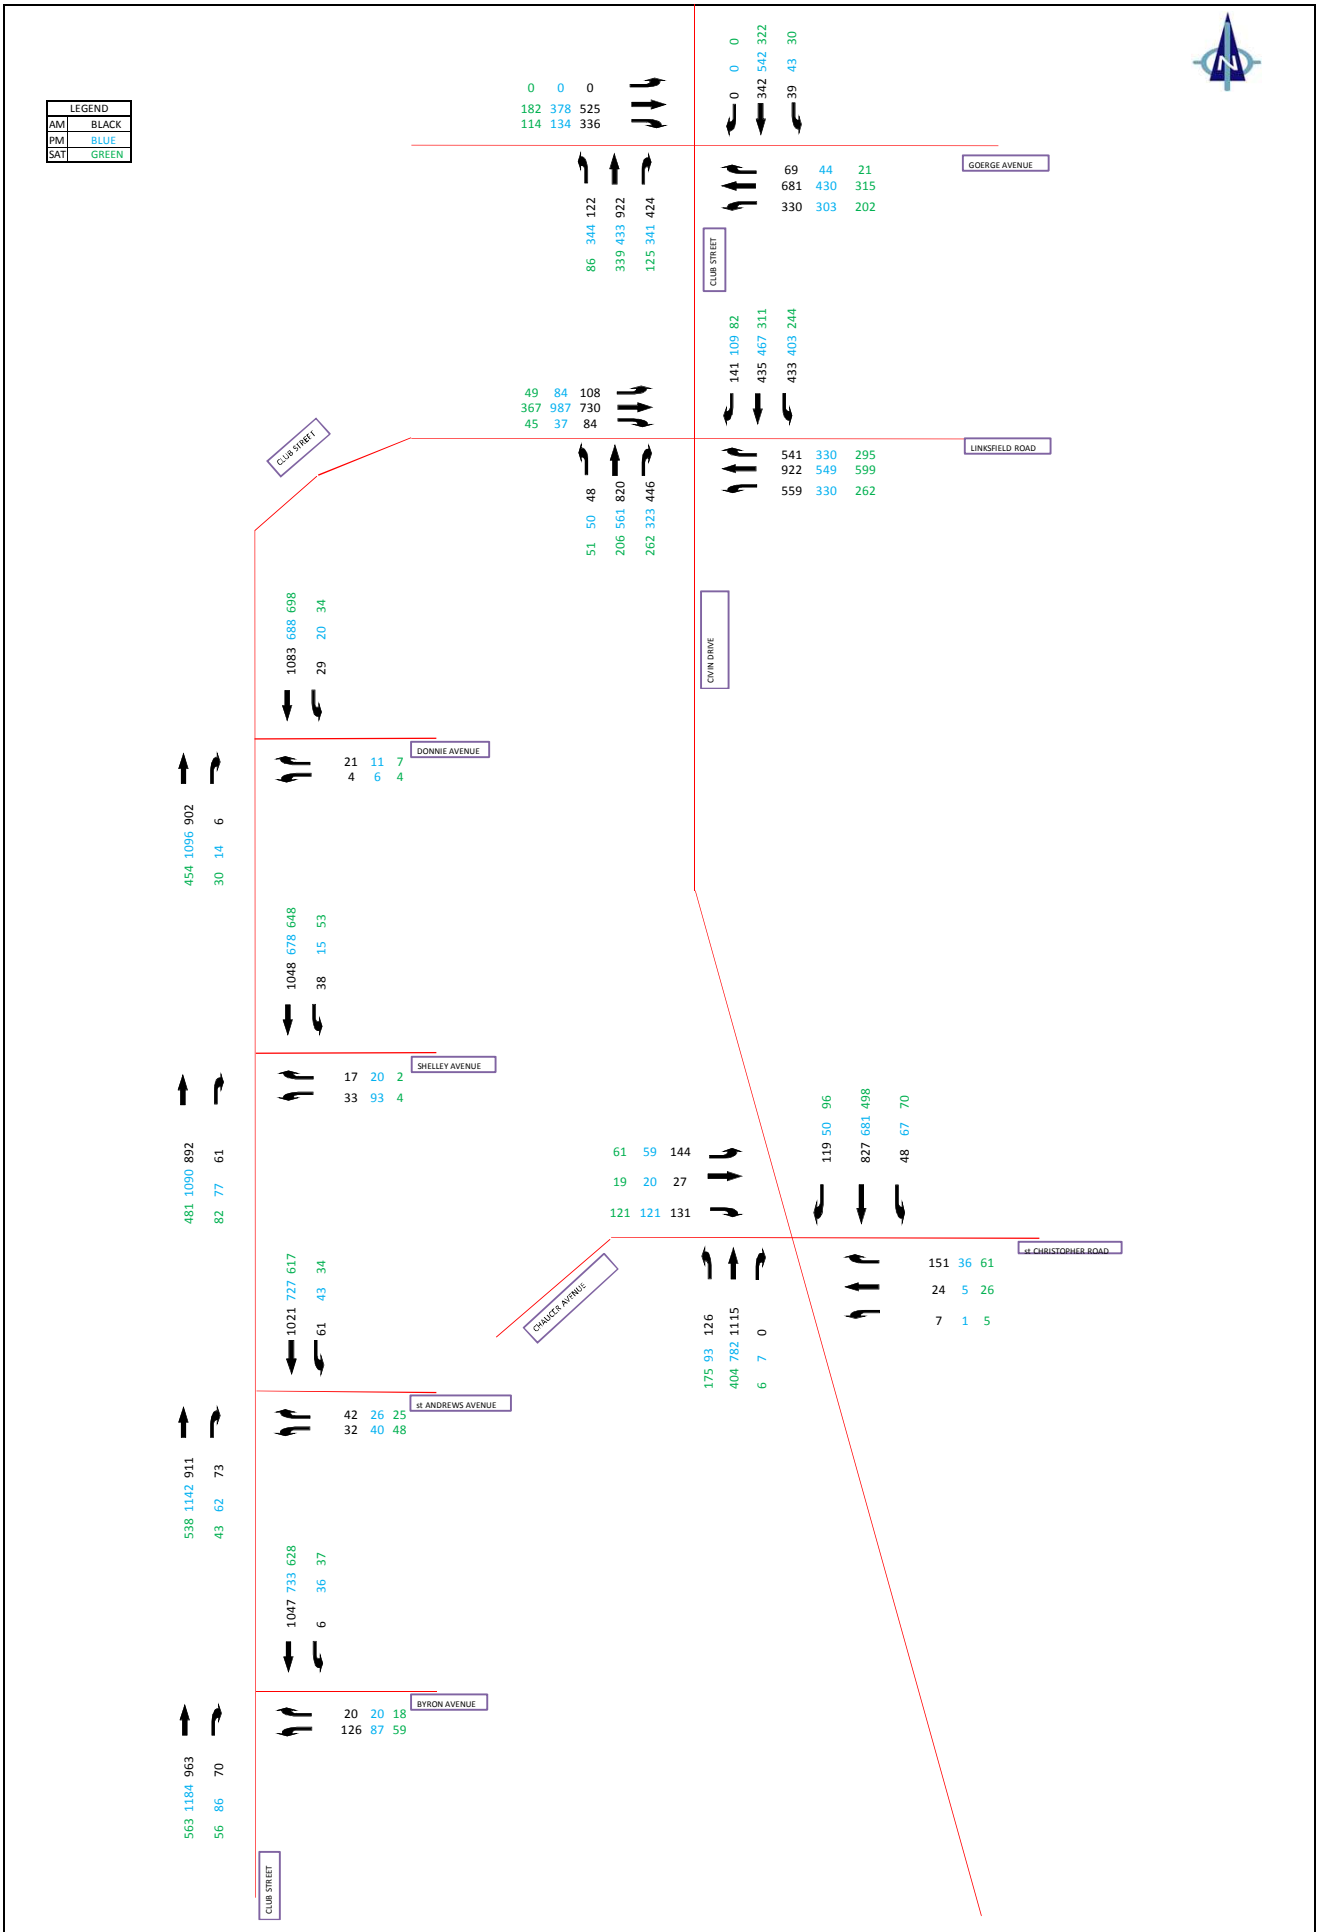 N
LEGEND
AM BLACK
PM BLUE
SAT GREEN
0 0 0
182 378 525
114 134 336
0 0 0
342 542 322
39 43 30
GOERGE AVENUE
69 44 21
681 430 315
330 303 202
86 344 122
339 433 922
125 341 424
CLUB STREET
141 109 82
435 467 311
433 403 244
49 84 108
367 987 730
45 37 84
CLUB STREET
LINKSFIELD ROAD
541 330 295
922 549 599
559 330 262
51 50 48
206 561 820
262 323 446
CIVIN DRIVE
1083 688 698
29 20 34
DONNIE AVENUE
21 11 7
4 6 4
454 1096 902
30 14 6
1048 678 648
38 15 53
SHELLEY AVENUE
17 20 2
33 93 4
481 1090 892
82 77 61
119 50 96
827 681 498
48 67 70
61 59 144
19 20 27
121 121 131
st CHRISTOPHER ROAD
CHAUCER AVENUE
151 36 61
24 5 26
7 1 5
175 93 126
404 782 1115
6 7 0
1021 727 617
61 43 34
st ANDREWS AVENUE
42 26 25
32 40 48
538 1142 911
43 62 73
1047 733 628
6 36 37
BYRON AVENUE
20 20 18
126 87 59
563 1184 963
56 86 70
CLUB STREET